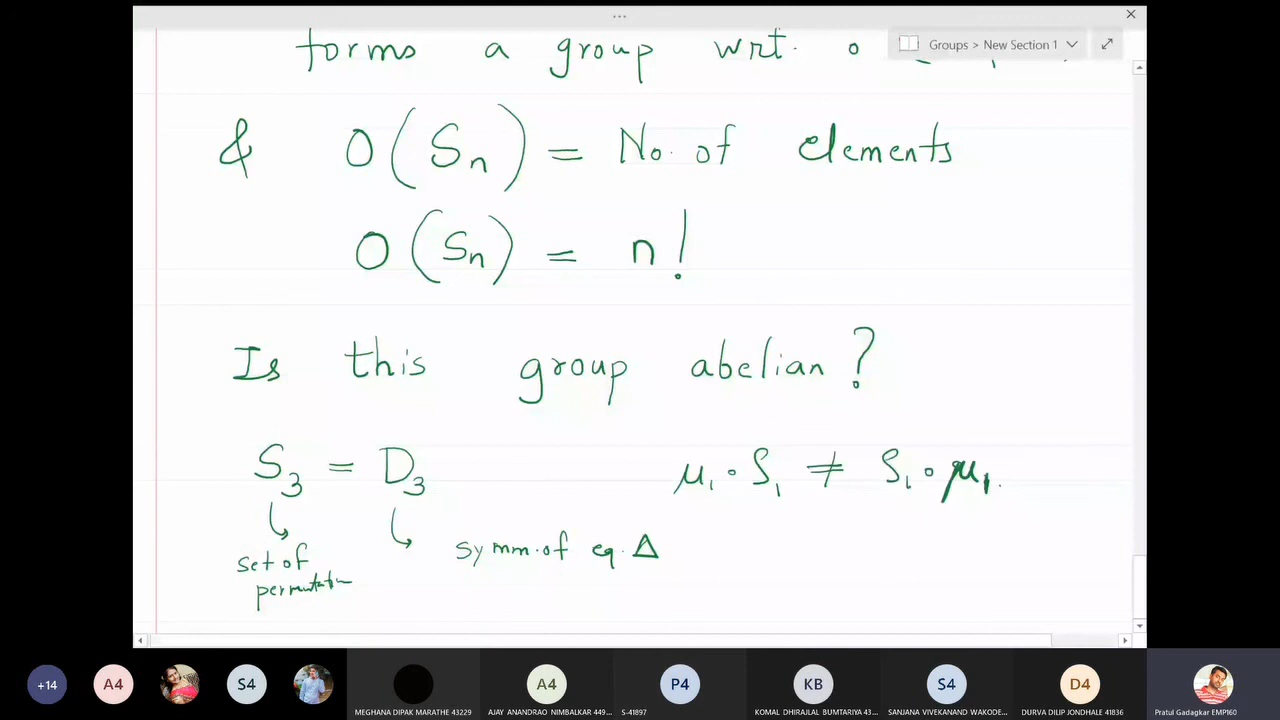 forms a group wrt. o
Groups > New Section 1
& O(Sₙ) = No. of elements
O(Sₙ) = n!
Is this group abelian?
S₃ = D₃ μ₁ ∘ S₁ ≠ S₁ ∘ μ₁.
set of permutation
symm. of eq. Δ
+14 A4 S4 A4 P4 KB S4 D4
MEGHANA DIPAK MARATHE 43229 AJAY ANANDRAO NIMBALKAR 449... S-41897 KOMAL DHIRAJLAL BUMTARIYA 43... SANJANA VIVEKANAND WAKODE... DURVA DILIP JONDHALE 41836 Pratul Gadagkar EMP160